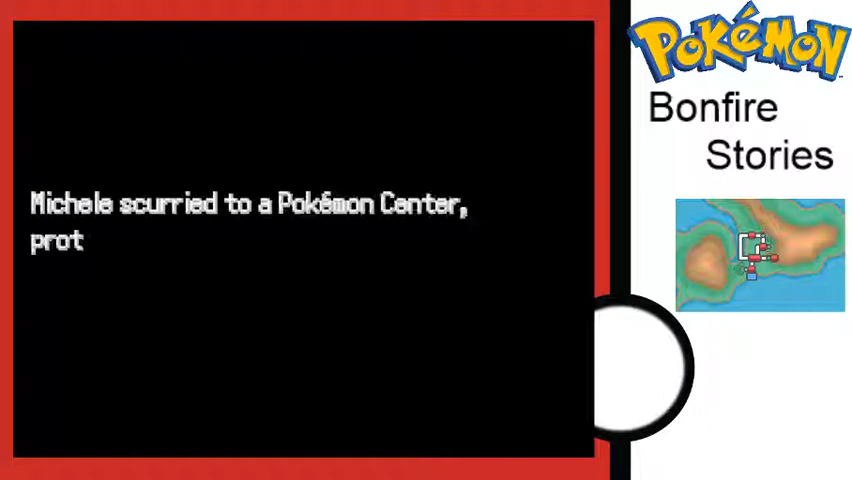 Michele scurried to a Pokémon Center,
prot
POKéMON
Bonfire
Stories